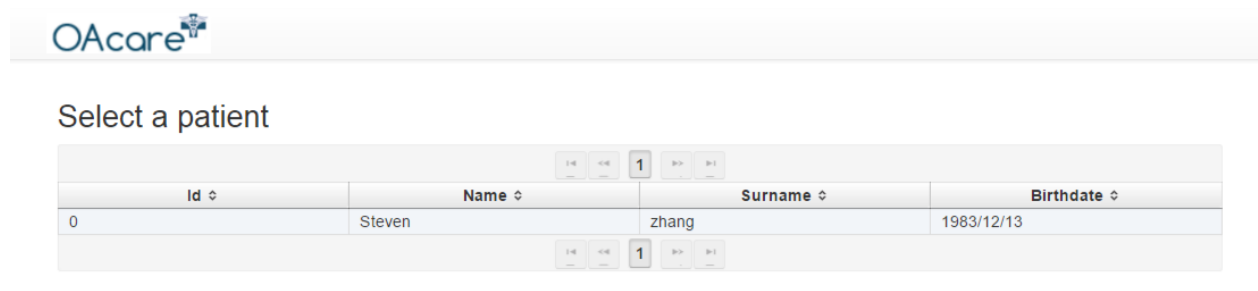 OAcare
Select a patient
1
Id Name Surname Birthdate
0 Steven zhang 1983/12/13
1